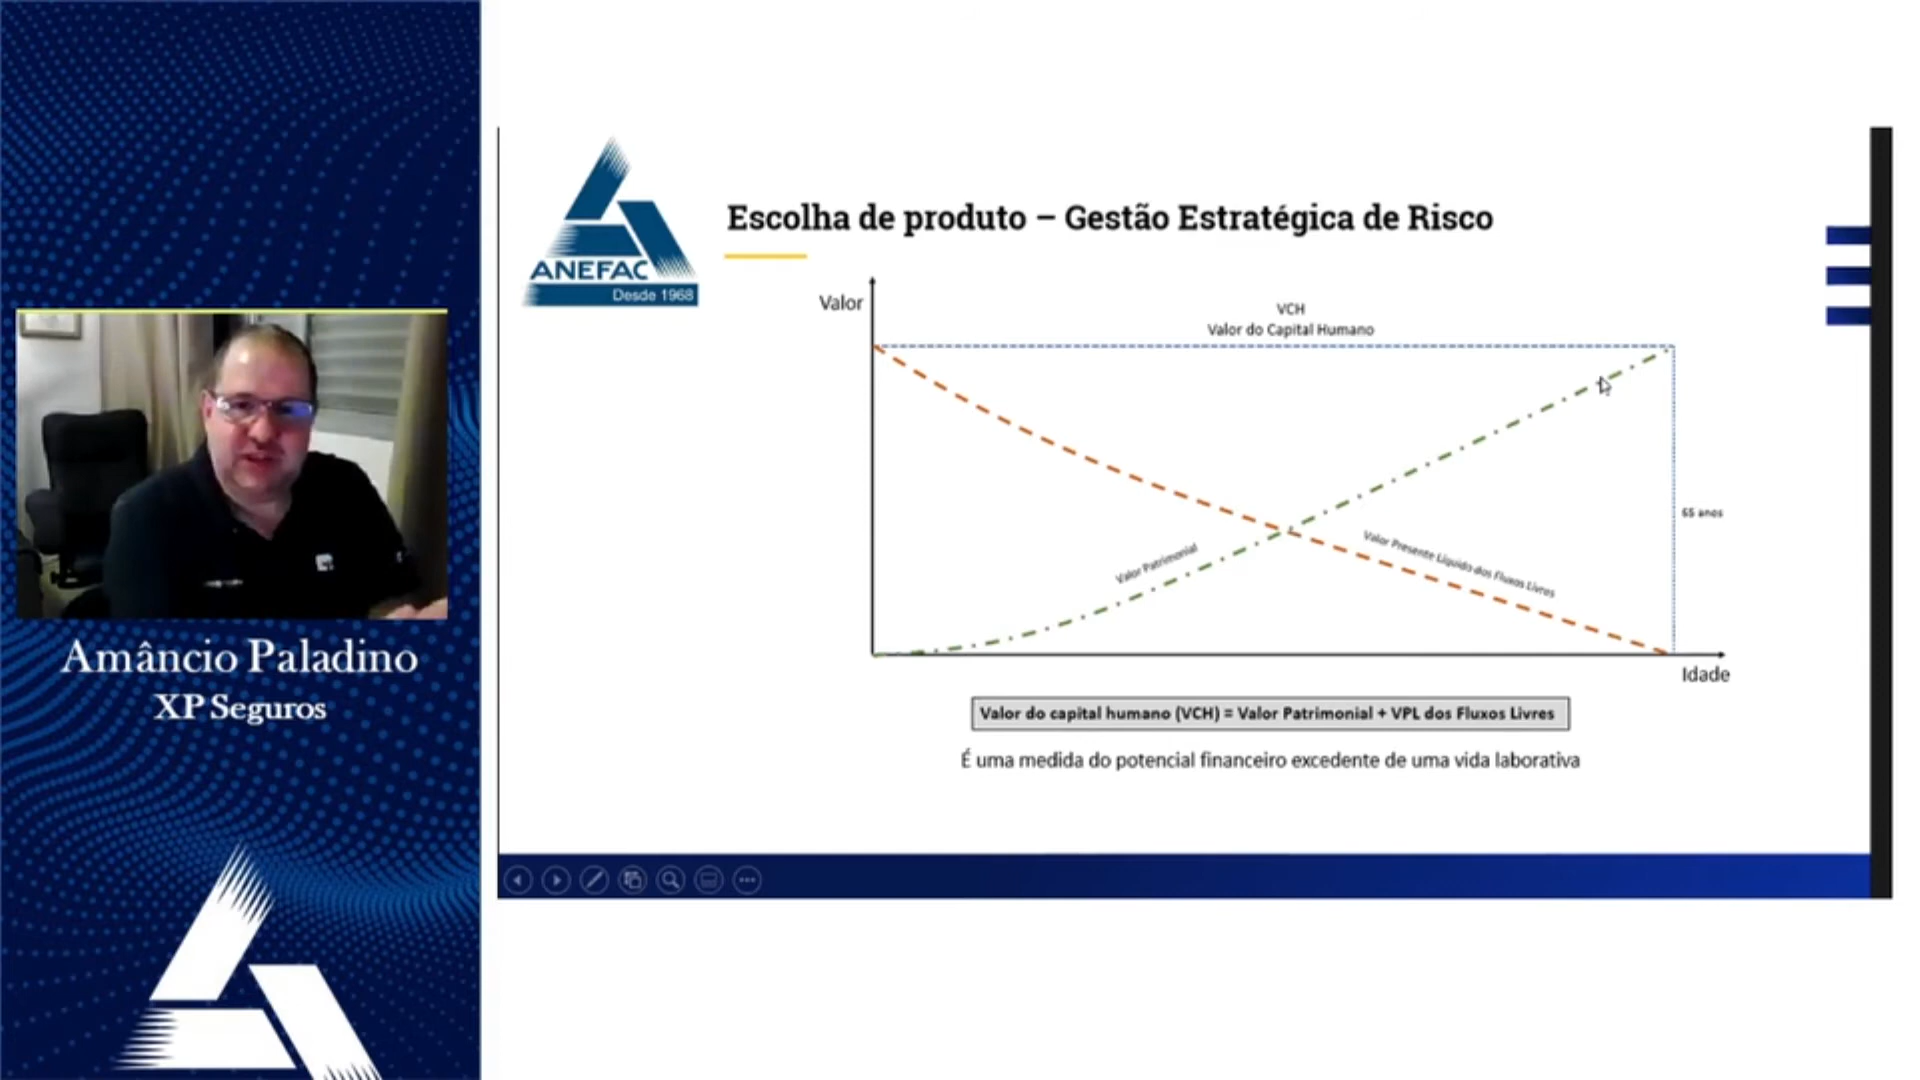 Amâncio Paladino
XP Seguros
ANEFAC
Desde 1968
Escolha de produto – Gestão Estratégica de Risco
Valor
VCH
Valor do Capital Humano
Valor Patrimonial
Valor Presente Líquido dos Fluxos Livres
65 anos
Idade
Valor do capital humano (VCH) = Valor Patrimonial + VPL dos Fluxos Livres
É uma medida do potencial financeiro excedente de uma vida laborativa